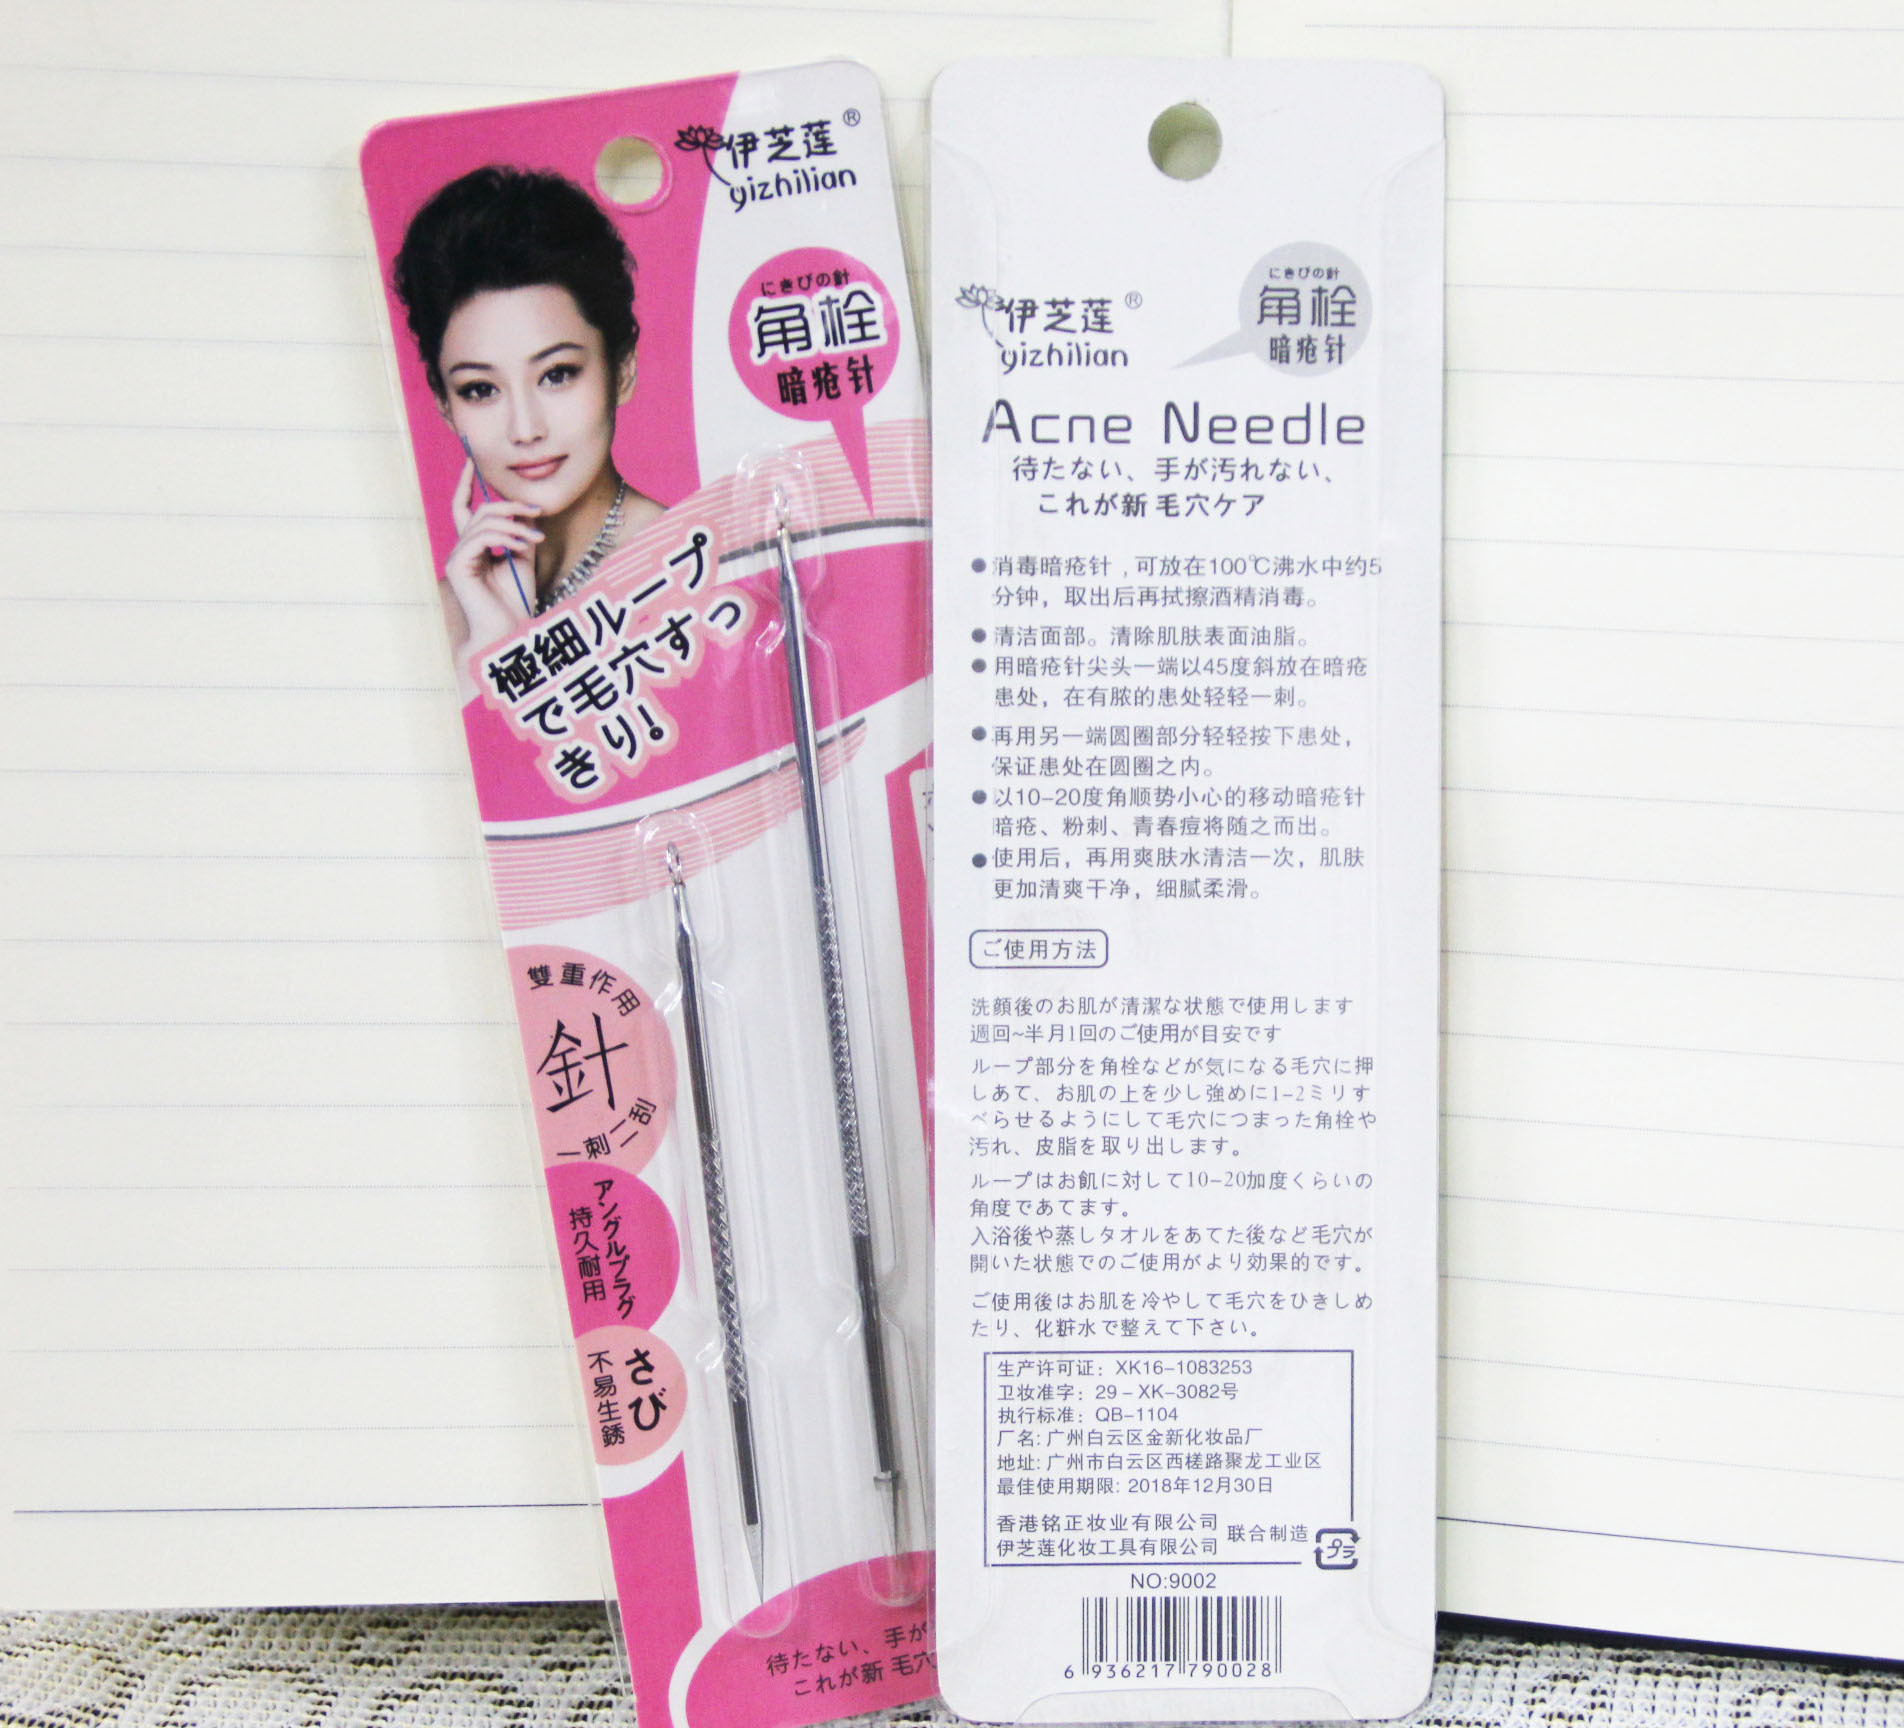 伊芝莲®
yizhilian
にきびの針
角栓
暗疮针
極細ループ
で毛穴すっ
きり!
雙重作用
針
一刺二刮
アングルプラグ
持久耐用
さび
不易生銹
待たない、手が
これが新 毛穴
伊芝莲®
yizhilian
にきびの針
角栓
暗疮针
Acne Needle
待たない、手が汚れない、
これが新 毛穴ケア
●消毒暗疮针，可放在100℃沸水中约5
分钟，取出后再拭擦酒精消毒。
●清洁面部。清除肌肤表面油脂。
●用暗疮针尖头一端以45度斜放在暗疮
患处，在有脓的患处轻轻一刺。
●再用另一端圆圈部分轻轻按下患处，
保证患处在圆圈之内。
●以10-20度角顺势小心的移动暗疮针
暗疮、粉刺、青春痘将随之而出。
●使用后，再用爽肤水清洁一次，肌肤
更加清爽干净，细腻柔滑。
ご使用方法
洗顔後のお肌が清潔な状態で使用します
週回~半月1回のご使用が目安です
ループ部分を角栓などが気になる毛穴に押
しあて、お肌の上を少し強めに1-2ミリす
べらせるようにして毛穴につまった角栓や
汚れ、皮脂を取り出します。
ループはお飢に対して10-20加度くらいの
角度であてます。
入浴後や蒸しタオルをあてた後など毛穴が
開いた状態でのご使用がより効果的です。
ご使用後はお肌を冷やして毛穴をひきしめ
たり、化粧水で整えて下さい。
生产许可证：XK16-1083253
卫妆准字：29-XK-3082号
执行标准：QB-1104
厂名:广州白云区金新化妆品厂
地址:广州市白云区西槎路聚龙工业区
最佳使用期限:2018年12月30日
香港铭正妆业有限公司
伊芝莲化妆工具有限公司
联合制造
プラ
NO:9002
6 936217 790028